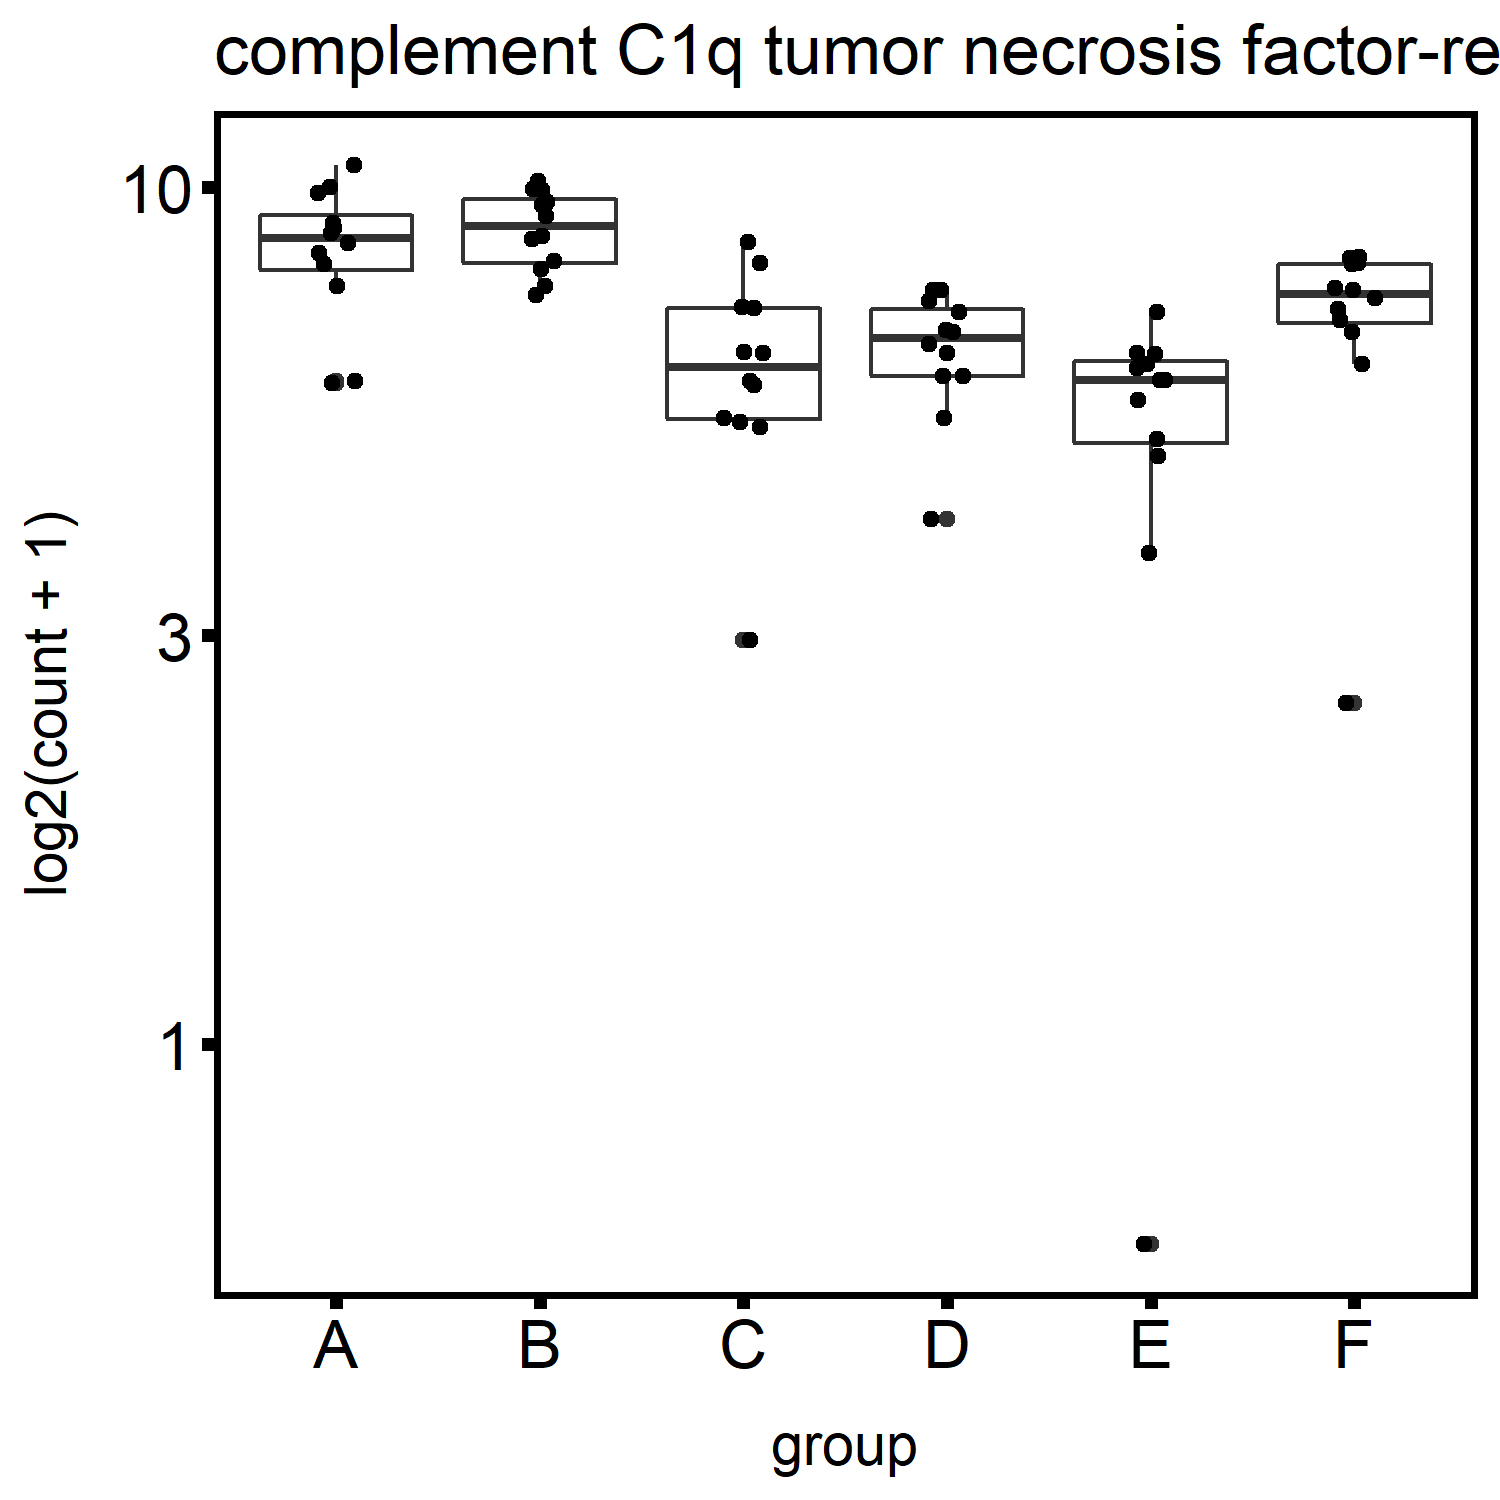 complement C1q tumor necrosis factor-re
10
3
1
log2(count + 1)
A B C D E F
group